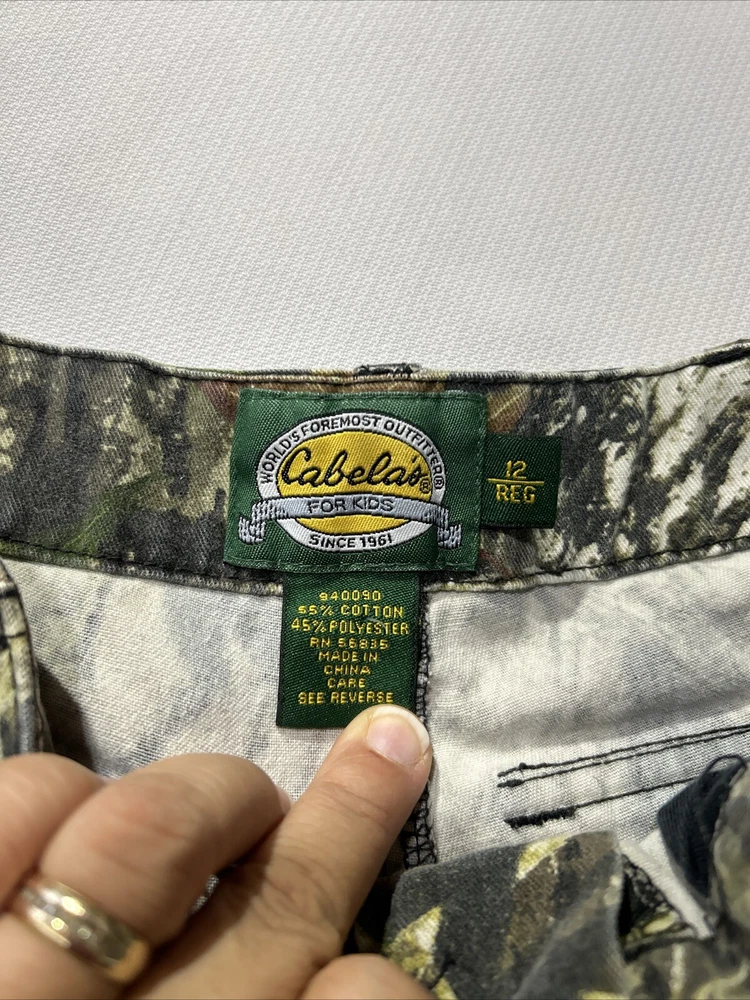 WORLD'S FOREMOST OUTFITTER®
Cabela's®
FOR KIDS
SINCE 1961
12
REG
940090
55% COTTON
45% POLYESTER
RN 56835
MADE IN
CHINA
CARE
SEE REVERSE